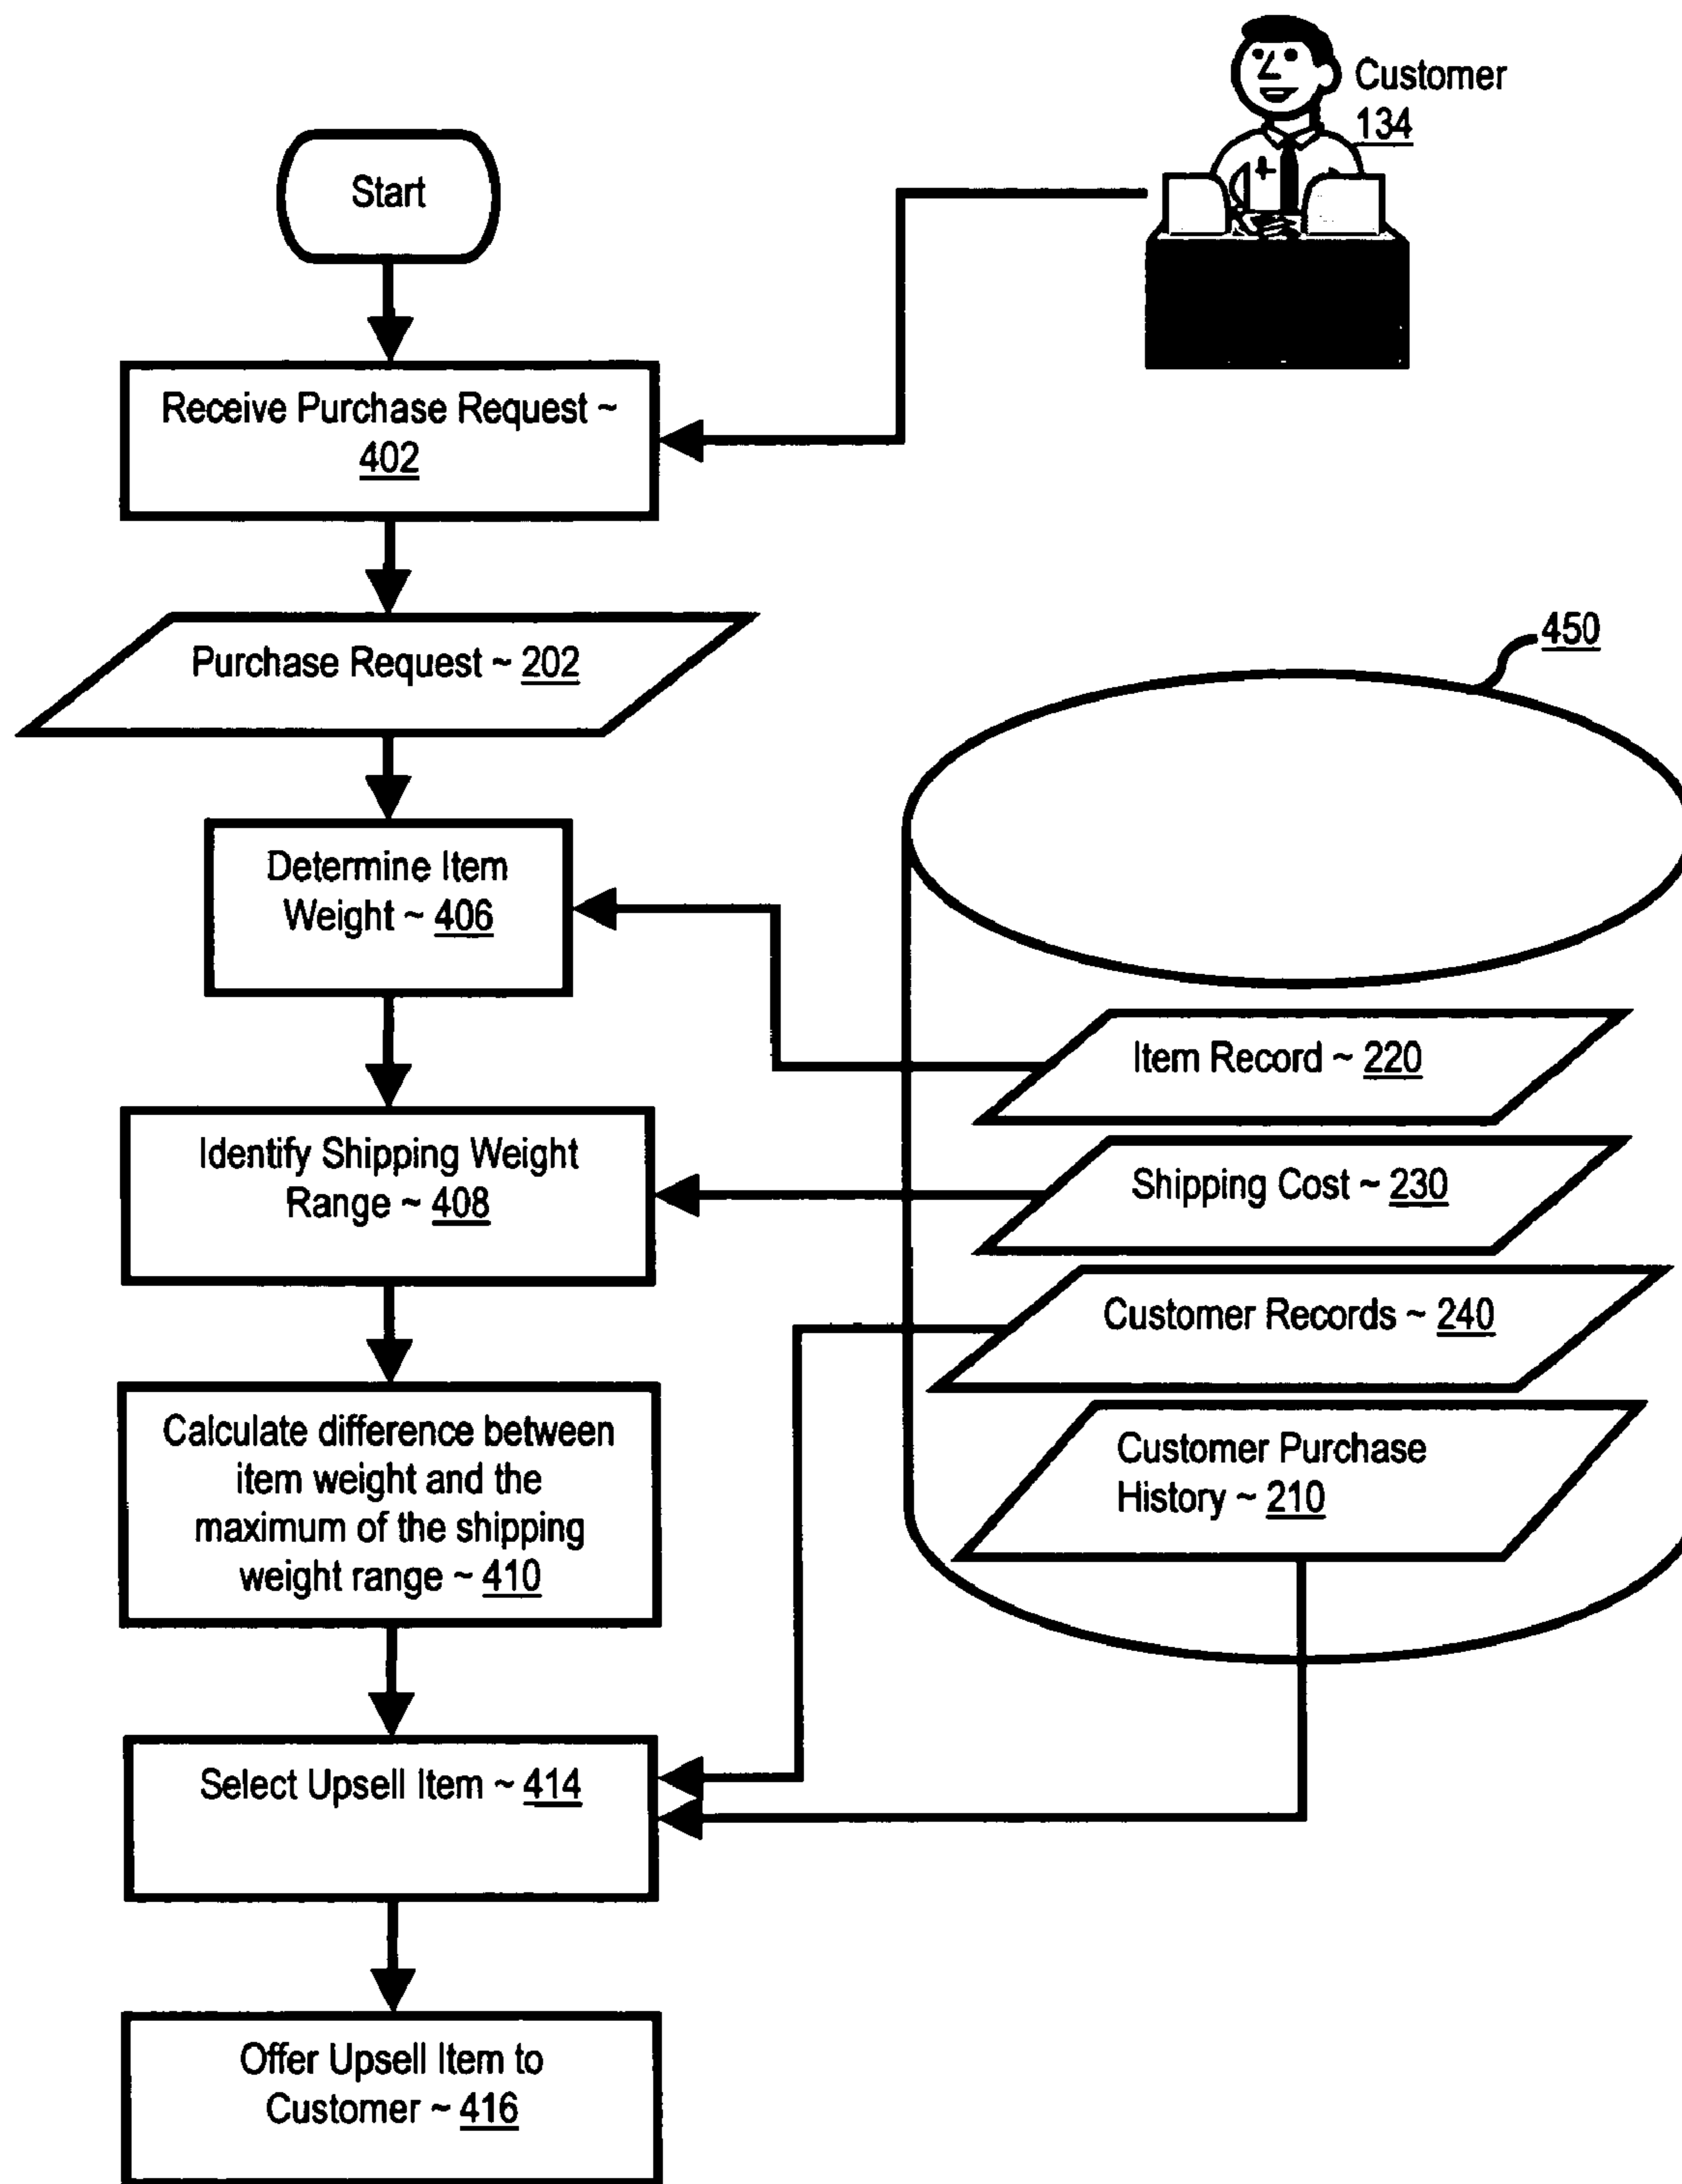 Customer
134
Start
Receive Purchase Request ~
402
Purchase Request ~ 202
450
Determine Item
Weight ~ 406
Item Record ~ 220
Identify Shipping Weight
Range ~ 408
Shipping Cost ~ 230
Customer Records ~ 240
Calculate difference between
item weight and the
maximum of the shipping
weight range ~ 410
Customer Purchase
History ~ 210
Select Upsell Item ~ 414
Offer Upsell Item to
Customer ~ 416